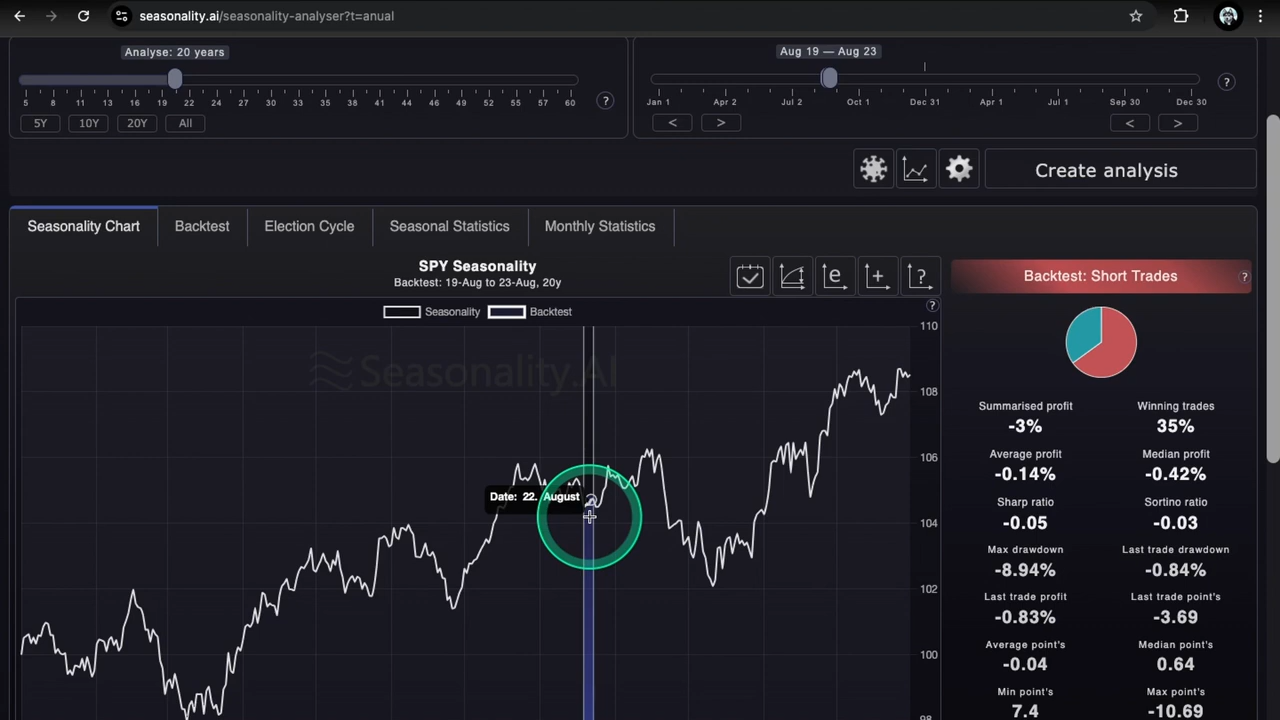 seasonality.ai/seasonality-analyser?t=anual
Analyse: 20 years
5 8 11 13 16 19 22 24 27 30 33 35 38 41 44 46 49 52 55 57 60
?
5Y 10Y 20Y All
Aug 19 — Aug 23
Jan 1 Apr 2 Jul 2 Oct 1 Dec 31 Apr 1 Jul 1 Sep 30 Dec 30
?
< > < >
Create analysis
Seasonality Chart Backtest Election Cycle Seasonal Statistics Monthly Statistics
SPY Seasonality
Backtest: 19-Aug to 23-Aug, 20y
e + ?
Seasonality Backtest
?
Seasonality.AI
110
108
106
104
102
100
98
Date: 22. August
Backtest: Short Trades
?
Summarised profit Winning trades
-3% 35%
Average profit Median profit
-0.14% -0.42%
Sharp ratio Sortino ratio
-0.05 -0.03
Max drawdown Last trade drawdown
-8.94% -0.84%
Last trade profit Last trade point's
-0.83% -3.69
Average point's Median point's
-0.04 0.64
Min point's Max point's
7.4 -10.69